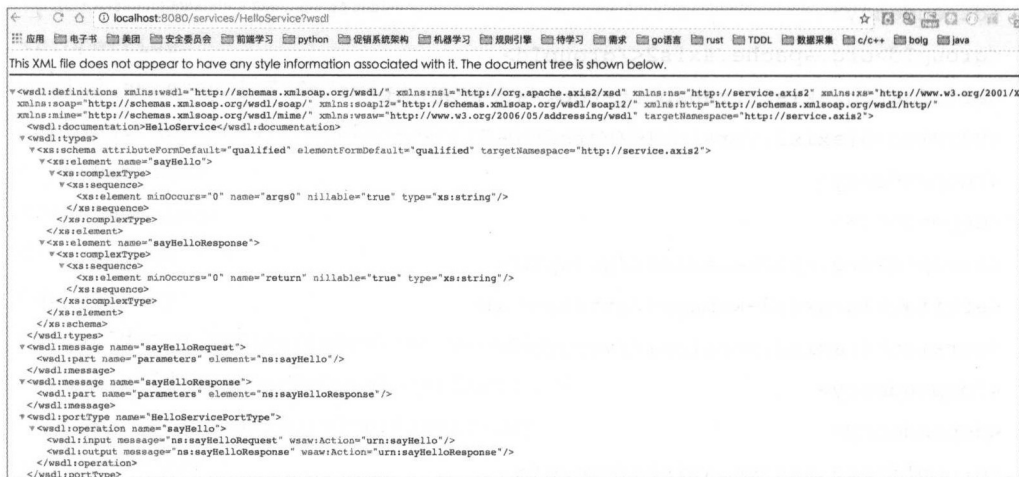 localhost:8080/services/HelloService?wsdl
应用 电子书 美团 安全委员会 前端学习 python 促销系统架构 机器学习 规则引擎 待学习 需求 go语言 rust TDDL 数据采集 c/c++ bolg java
This XML file does not appear to have any style information associated with it. The document tree is shown below.
▼<wsdl:definitions xmlns:wsdl="http://schemas.xmlsoap.org/wsdl/" xmlns:ns1="http://org.apache.axis2/xsd" xmlns:ns="http://service.axis2" xmlns:xs="http://www.w3.org/2001/X
xmlns:soap="http://schemas.xmlsoap.org/wsdl/soap/" xmlns:soap12="http://schemas.xmlsoap.org/wsdl/soap12/" xmlns:http="http://schemas.xmlsoap.org/wsdl/http/"
xmlns:mime="http://schemas.xmlsoap.org/wsdl/mime/" xmlns:wsaw="http://www.w3.org/2006/05/addressing/wsdl" targetNamespace="http://service.axis2">
<wsdl:documentation>HelloService</wsdl:documentation>
▼<wsdl:types>
▼<xs:schema attributeFormDefault="qualified" elementFormDefault="qualified" targetNamespace="http://service.axis2">
▼<xs:element name="sayHello">
▼<xs:complexType>
▼<xs:sequence>
<xs:element minOccurs="0" name="args0" nillable="true" type="xs:string"/>
</xs:sequence>
</xs:complexType>
</xs:element>
▼<xs:element name="sayHelloResponse">
▼<xs:complexType>
▼<xs:sequence>
<xs:element minOccurs="0" name="return" nillable="true" type="xs:string"/>
</xs:sequence>
</xs:complexType>
</xs:element>
</xs:schema>
</wsdl:types>
▼<wsdl:message name="sayHelloRequest">
<wsdl:part name="parameters" element="ns:sayHello"/>
</wsdl:message>
▼<wsdl:message name="sayHelloResponse">
<wsdl:part name="parameters" element="ns:sayHelloResponse"/>
</wsdl:message>
▼<wsdl:portType name="HelloServicePortType">
▼<wsdl:operation name="sayHello">
<wsdl:input message="ns:sayHelloRequest" wsaw:Action="urn:sayHello"/>
<wsdl:output message="ns:sayHelloResponse" wsaw:Action="urn:sayHelloResponse"/>
</wsdl:operation>
</wsdl:portType>